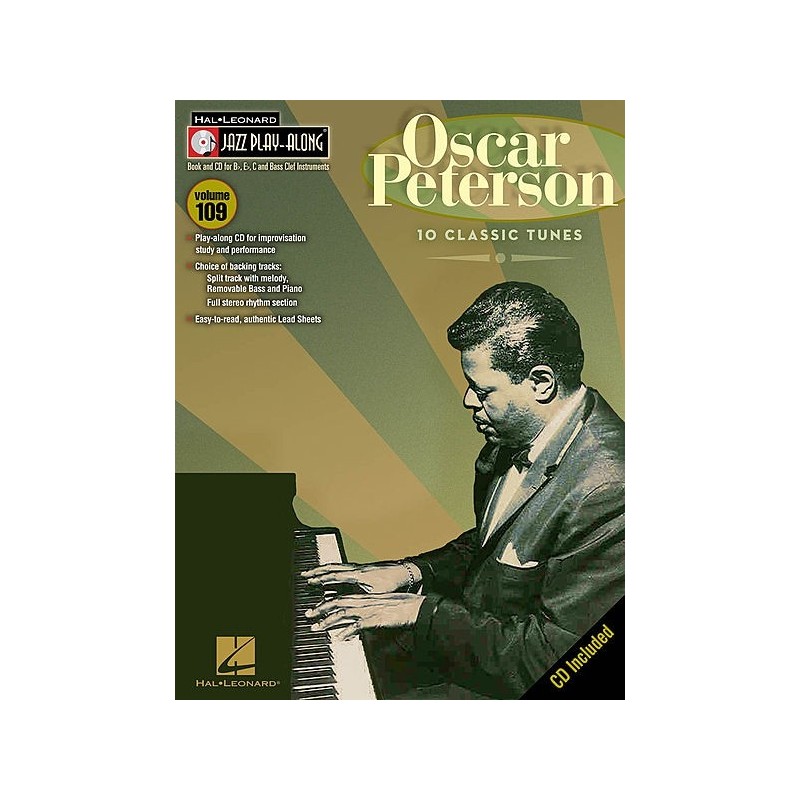 HAL•LEONARD
JAZZ PLAY-ALONG®
Book and CD for B♭, E♭, C and Bass Clef Instruments
volume
109
Play-along CD for improvisation
study and performance
Choice of backing tracks:
Split track with melody,
Removable Bass and Piano
Full stereo rhythm section
Easy-to-read, authentic Lead Sheets
Oscar
Peterson
10 CLASSIC TUNES
CD Included
HAL•LEONARD®